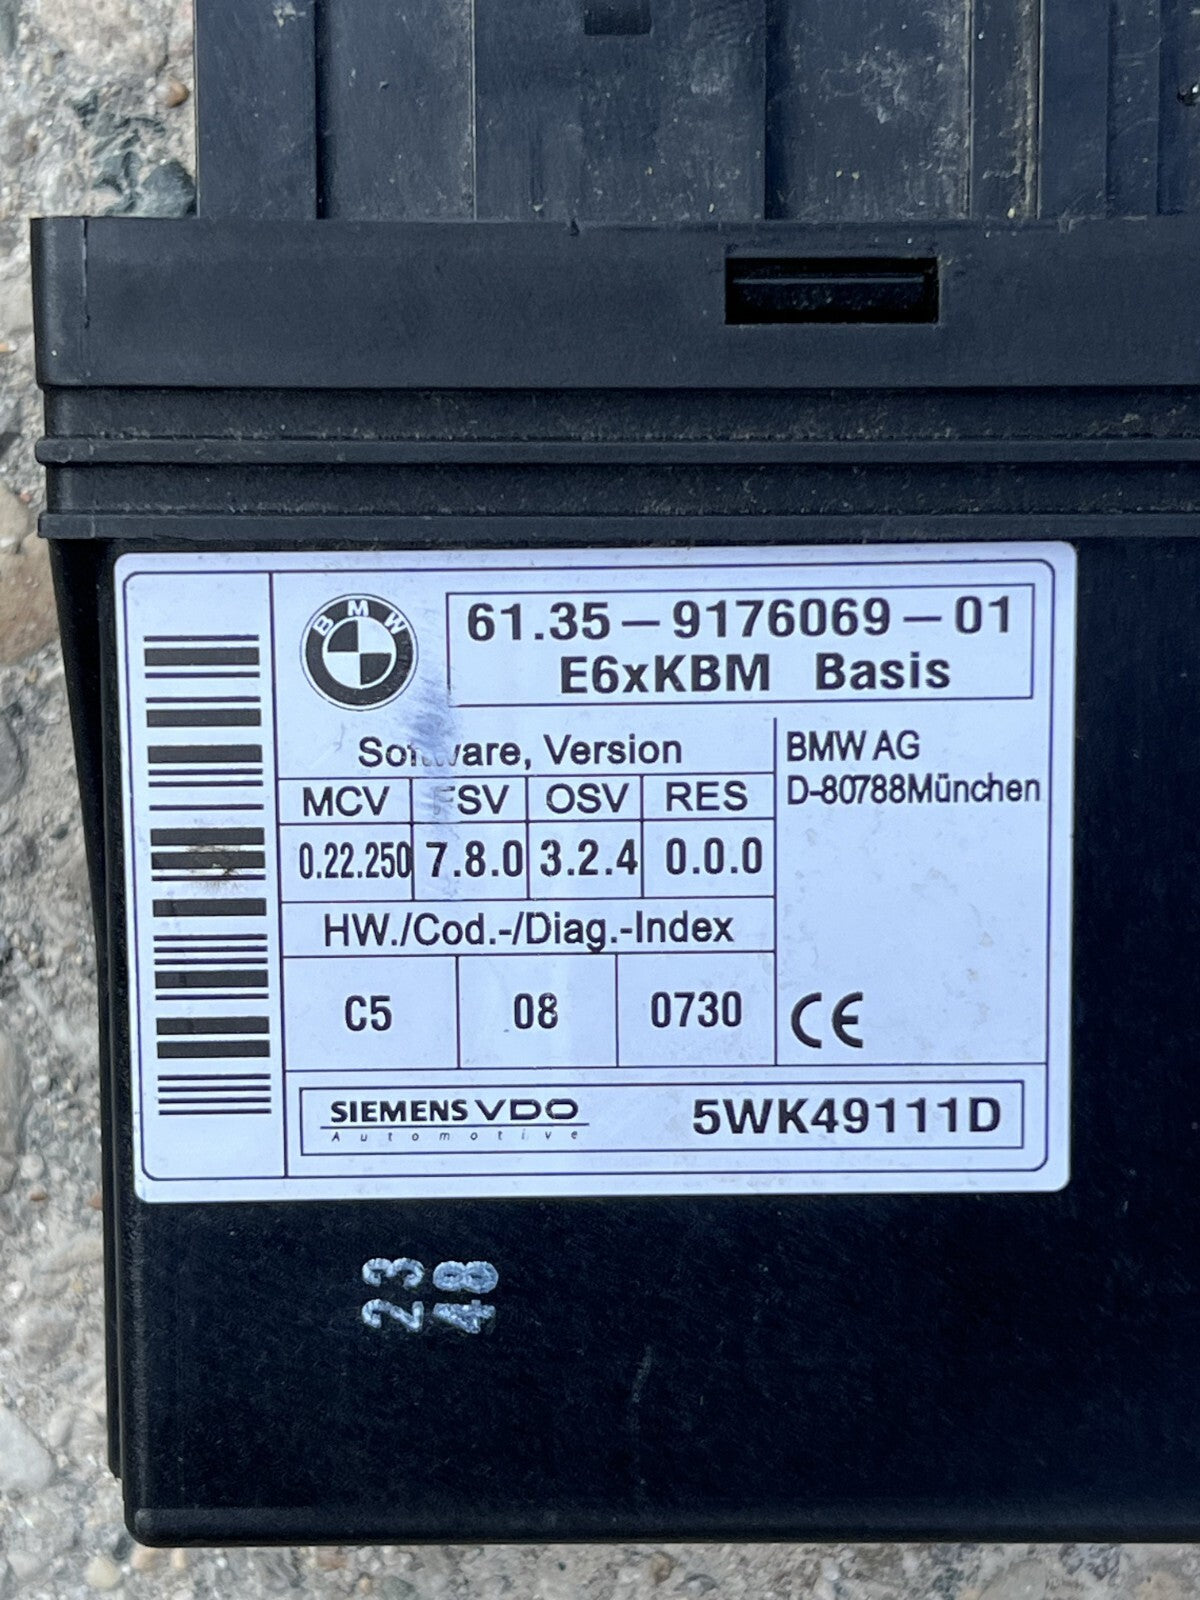 BMW
61.35-9176069-01
E6xKBM Basis
Version
BMW AG
D-80788München
MCV OSV RES
0.22.250 7.8.0 3.2.4 0.0.0
HW./Cod.-/Diag.-Index
C5 08 0730
CE
SIEMENS VDO
Automotive
5WK49111D
23
48